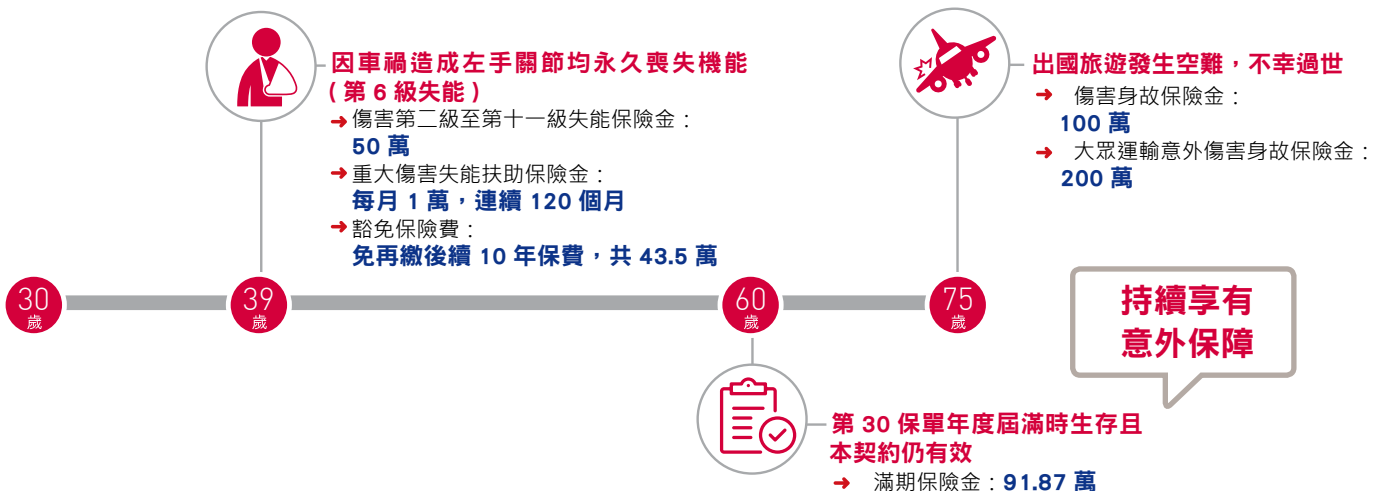 因車禍造成左手關節均永久喪失機能
(第 6 級失能)
➜傷害第二級至第十一級失能保險金：
50 萬
➜重大傷害失能扶助保險金：
每月 1 萬，連續 120 個月
➜豁免保險費：
免再繳後續 10 年保費，共 43.5 萬
出國旅遊發生空難，不幸過世
➜ 傷害身故保險金：
100 萬
➜ 大眾運輸意外傷害身故保險金：
200 萬
30
歲
39
歲
60
歲
75
歲
持續享有
意外保障
第 30 保單年度屆滿時生存且
本契約仍有效
➜ 滿期保險金：91.87 萬